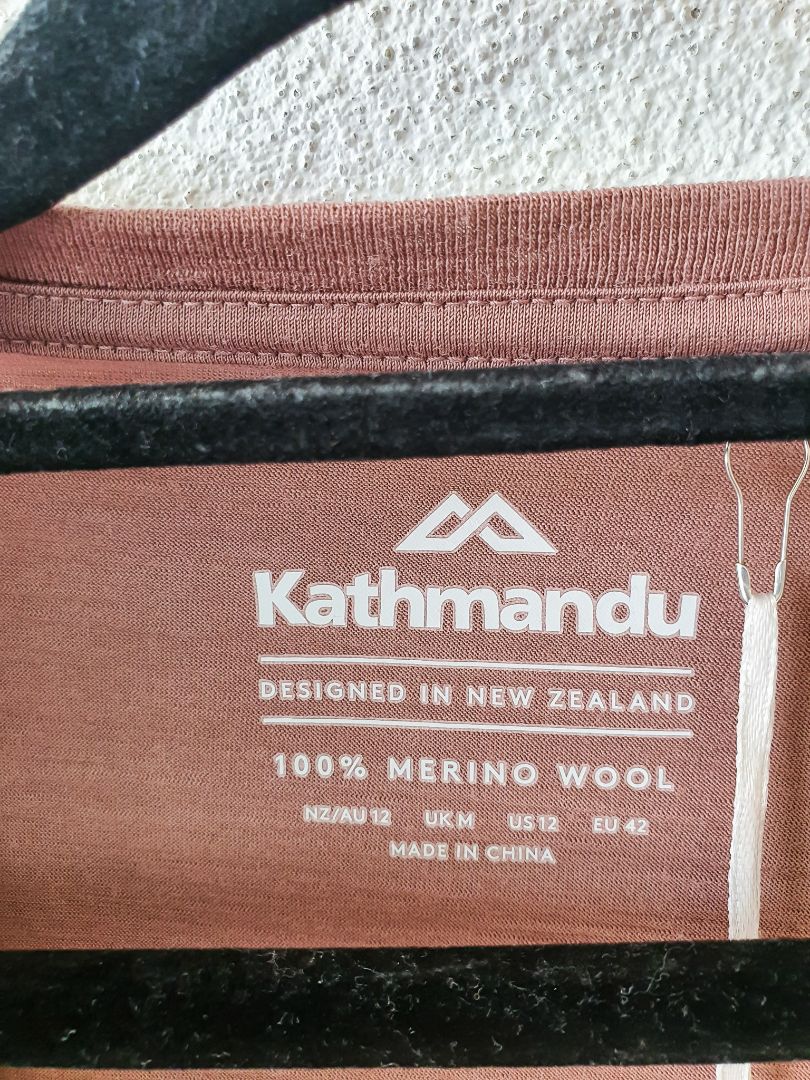 Kathmandu
DESIGNED IN NEW ZEALAND
100% MERINO WOOL
NZ/AU 12 UK M US 12 EU 42
MADE IN CHINA